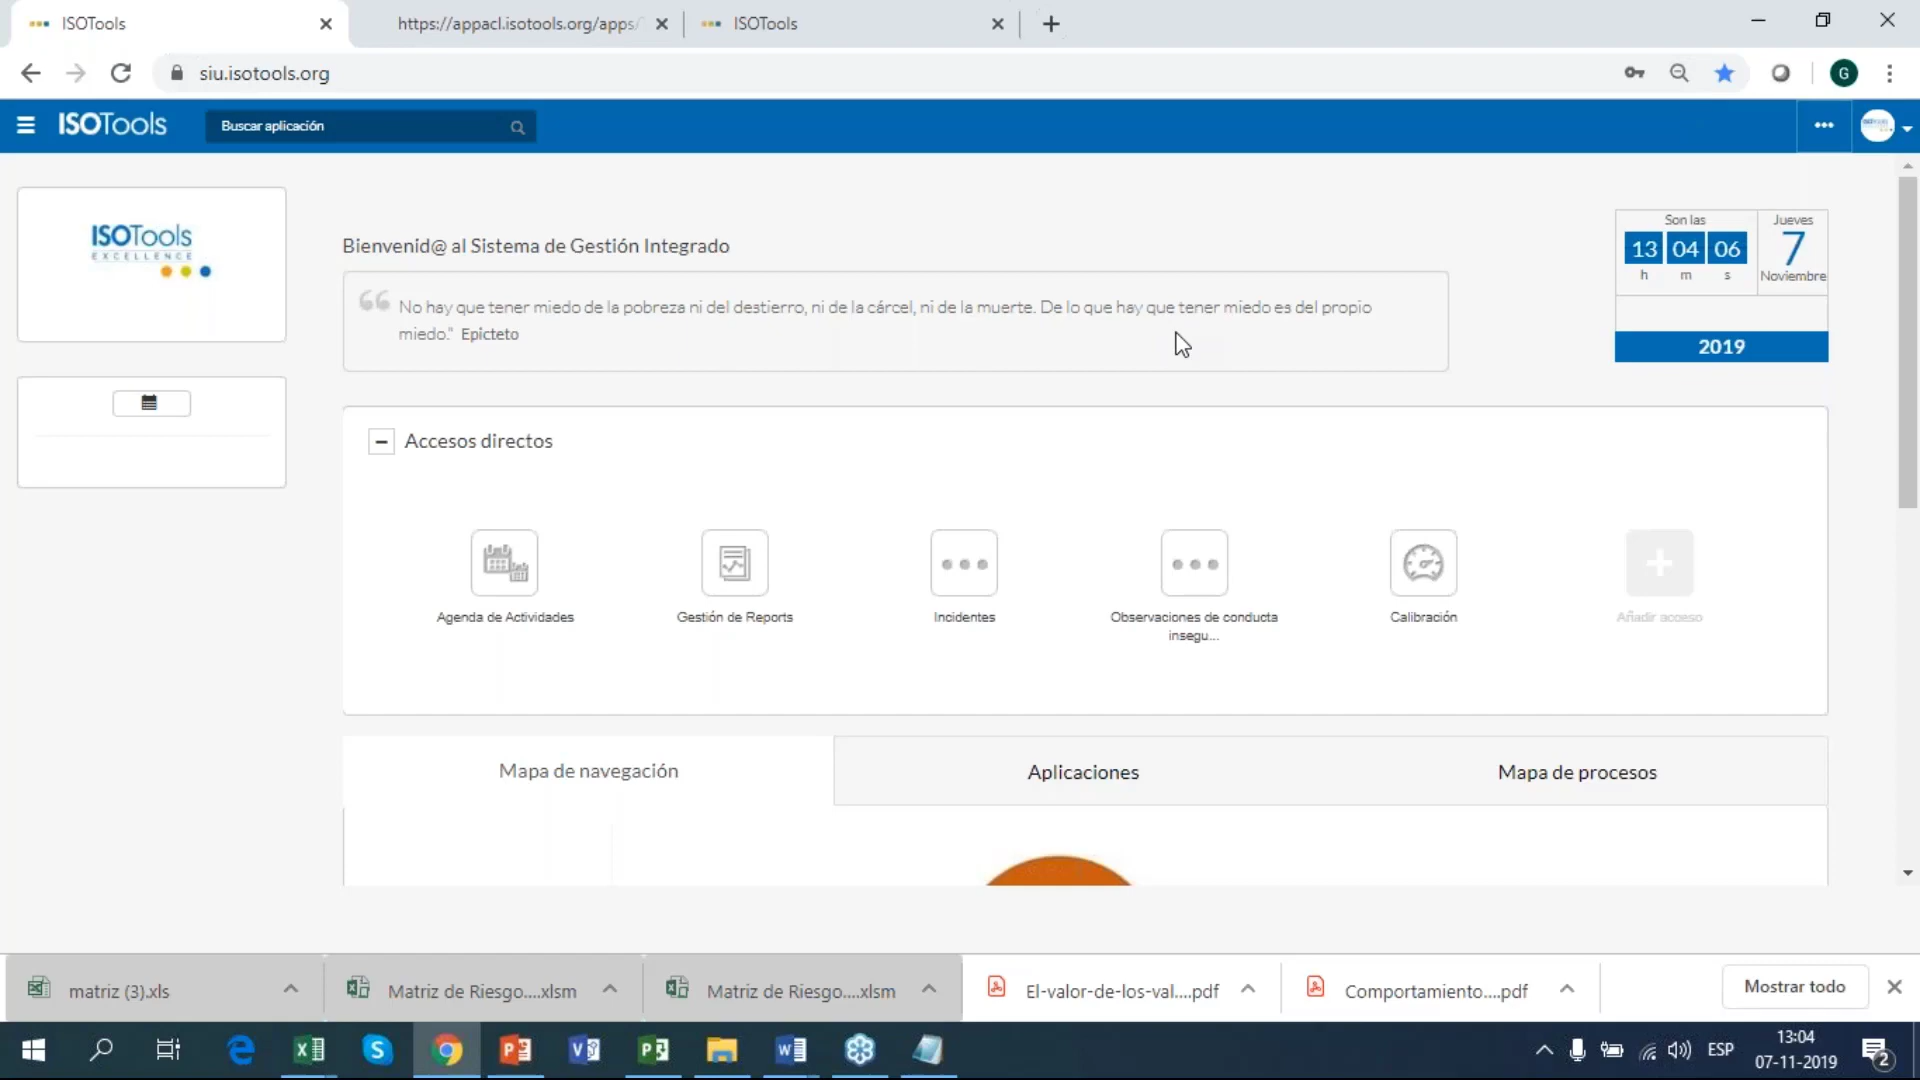 ISOTools
https://appacl.isotools.org/apps/
ISOTools
siu.isotools.org
G
ISOTools
Buscar aplicación
ISOTools
EXCELLENCE
Bienvenid@ al Sistema de Gestión Integrado
“ No hay que tener miedo de la pobreza ni del destierro, ni de la cárcel, ni de la muerte. De lo que hay que tener miedo es del propio
miedo." Epicteto
Son las
13 04 06
h m s
Jueves
7
Noviembre
2019
Accesos directos
Agenda de Actividades
Gestión de Reports
Incidentes
Observaciones de conducta
insegu...
Calibración
Añadir acceso
Mapa de navegación
Aplicaciones
Mapa de procesos
matriz (3).xls
Matriz de Riesgo....xlsm
Matriz de Riesgo....xlsm
El-valor-de-los-val....pdf
Comportamiento....pdf
Mostrar todo
ESP
13:04
07-11-2019
2